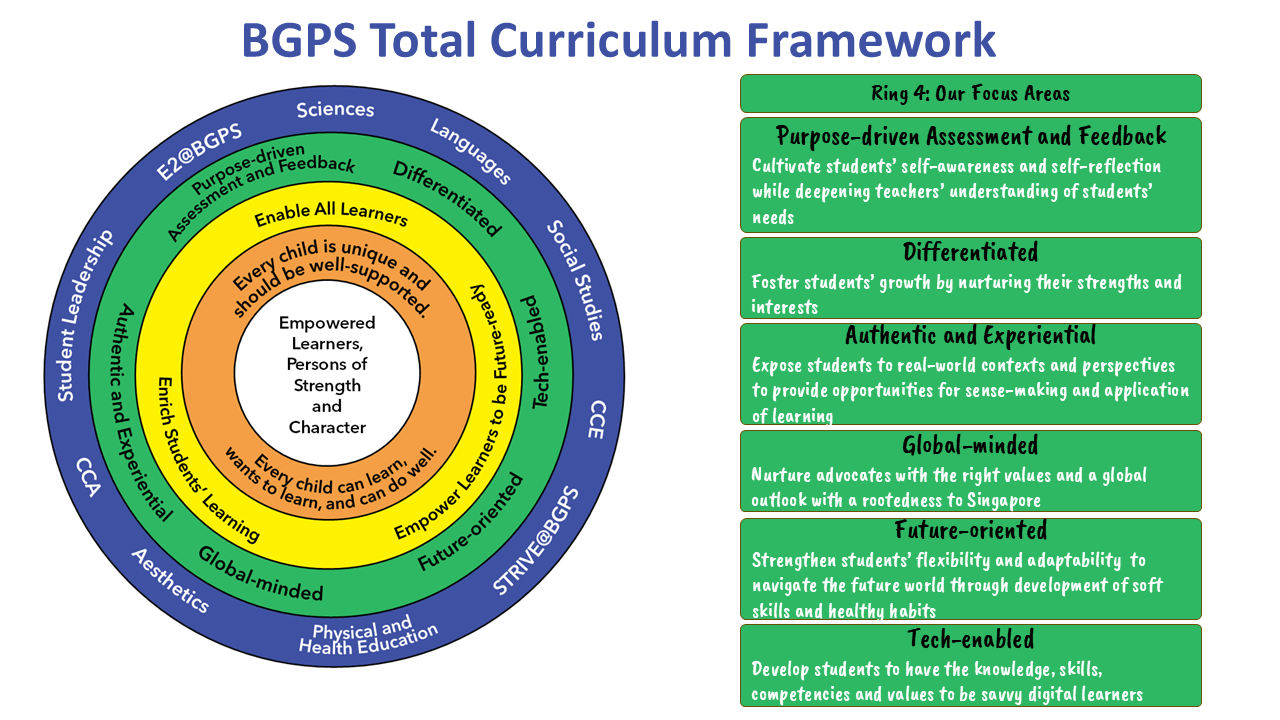 BGPS Total Curriculum Framework
Sciences
Languages
Social Studies
CCE
STRIVE@BGPS
Physical and
Health Education
Aesthetics
CCA
Student Leadership
E2@BGPS
Purpose-driven
Assessment and Feedback
Differentiated
Tech-enabled
Future-oriented
Global-minded
Authentic and Experiential
Enable All Learners
Empower Learners to be Future-ready
Enrich Students' Learning
Every child is unique and
should be well-supported.
Every child can learn,
wants to learn, and can do well.
Empowered
Learners,
Persons of
Strength
and
Character
Ring 4: Our Focus Areas
Purpose-driven Assessment and Feedback
Cultivate students' self-awareness and self-reflection
while deepening teachers' understanding of students'
needs
Differentiated
Foster students' growth by nurturing their strengths and
interests
Authentic and Experiential
Expose students to real-world contexts and perspectives
to provide opportunities for sense-making and application
of learning
Global-minded
Nurture advocates with the right values and a global
outlook with a rootedness to Singapore
Future-oriented
Strengthen students' flexibility and adaptability to
navigate the future world through development of soft
skills and healthy habits
Tech-enabled
Develop students to have the knowledge, skills,
competencies and values to be savvy digital learners